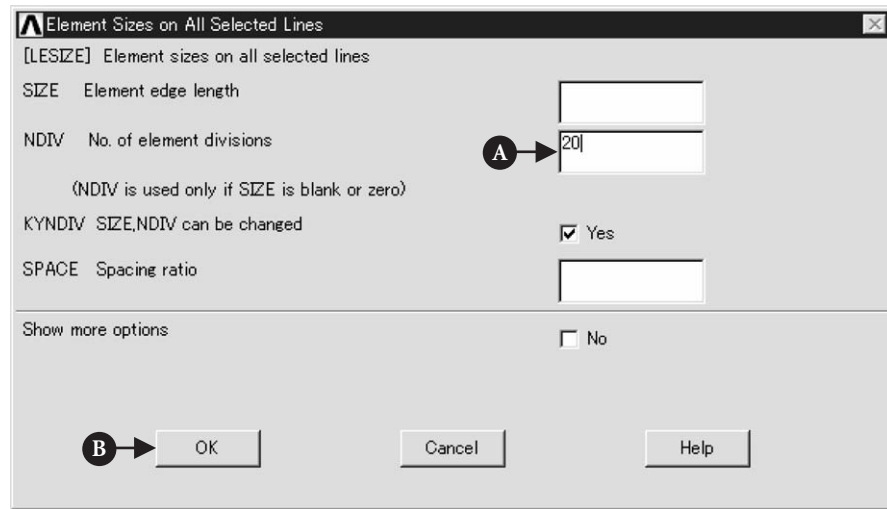 Element Sizes on All Selected Lines
[LESIZE] Element sizes on all selected lines
SIZE Element edge length
NDIV No. of element divisions A 20
(NDIV is used only if SIZE is blank or zero)
KYNDIV SIZE,NDIV can be changed Yes
SPACE Spacing ratio
Show more options No
B OK Cancel Help